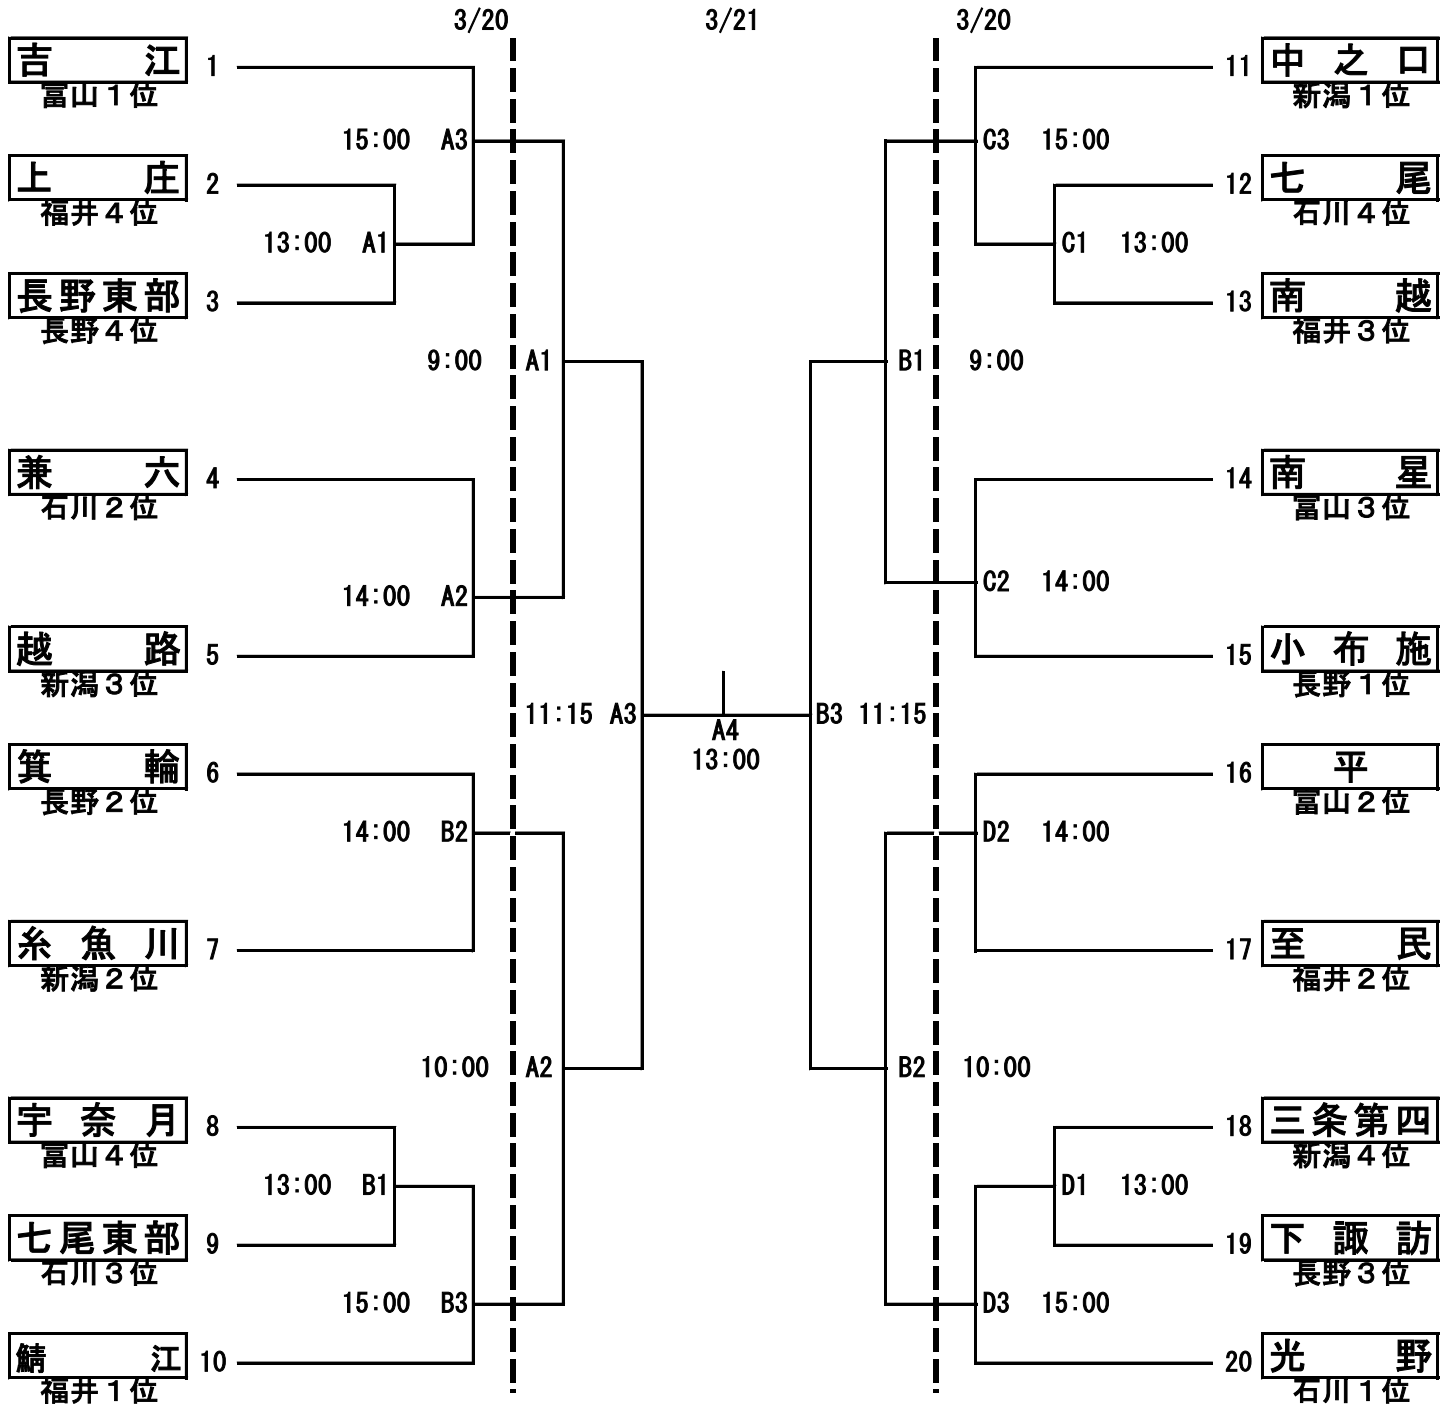 3/20 3/21 3/20
吉江 1
富山1位
11 中之口
新潟1位
15:00 A3
C3 15:00
上庄 2
福井4位
12 七尾
石川4位
13:00 A1
C1 13:00
長野東部 3
長野4位
13 南越
福井3位
9:00 A1
B1 9:00
兼六 4
石川2位
14 南星
富山3位
14:00 A2
C2 14:00
越路 5
新潟3位
15 小布施
長野1位
11:15 A3
A4
13:00
B3 11:15
箕輪 6
長野2位
16 平
富山2位
14:00 B2
D2 14:00
糸魚川 7
新潟2位
17 至民
福井2位
10:00 A2
B2 10:00
宇奈月 8
富山4位
18 三条第四
新潟4位
13:00 B1
D1 13:00
七尾東部 9
石川3位
19 下諏訪
長野3位
15:00 B3
D3 15:00
鯖江 10
福井1位
20 光野
石川1位